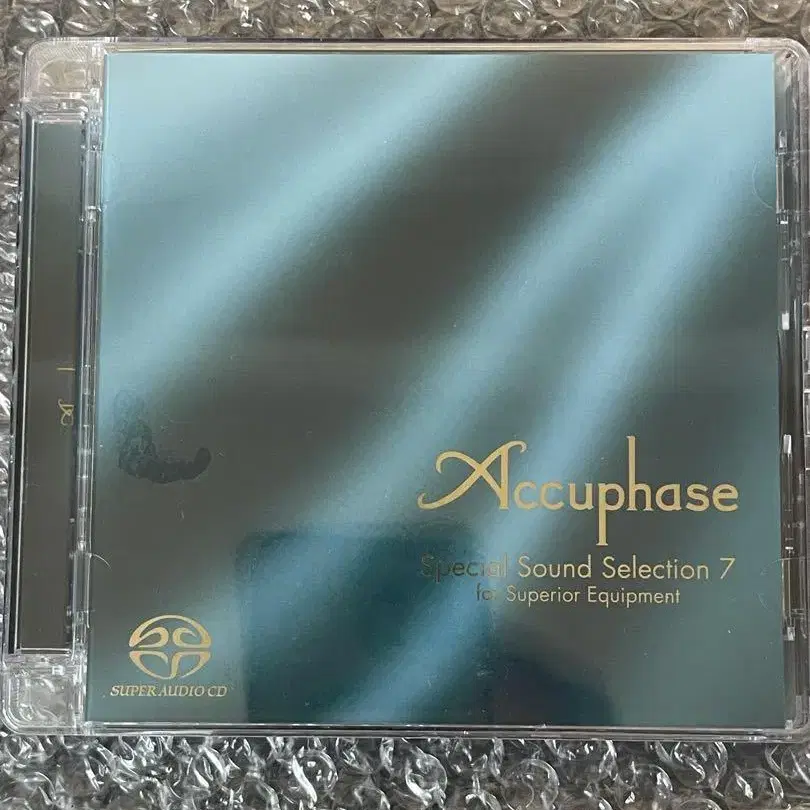 Accuphase
Special Sound Selection 7
for Superior Equipment
SUPER AUDIO CD